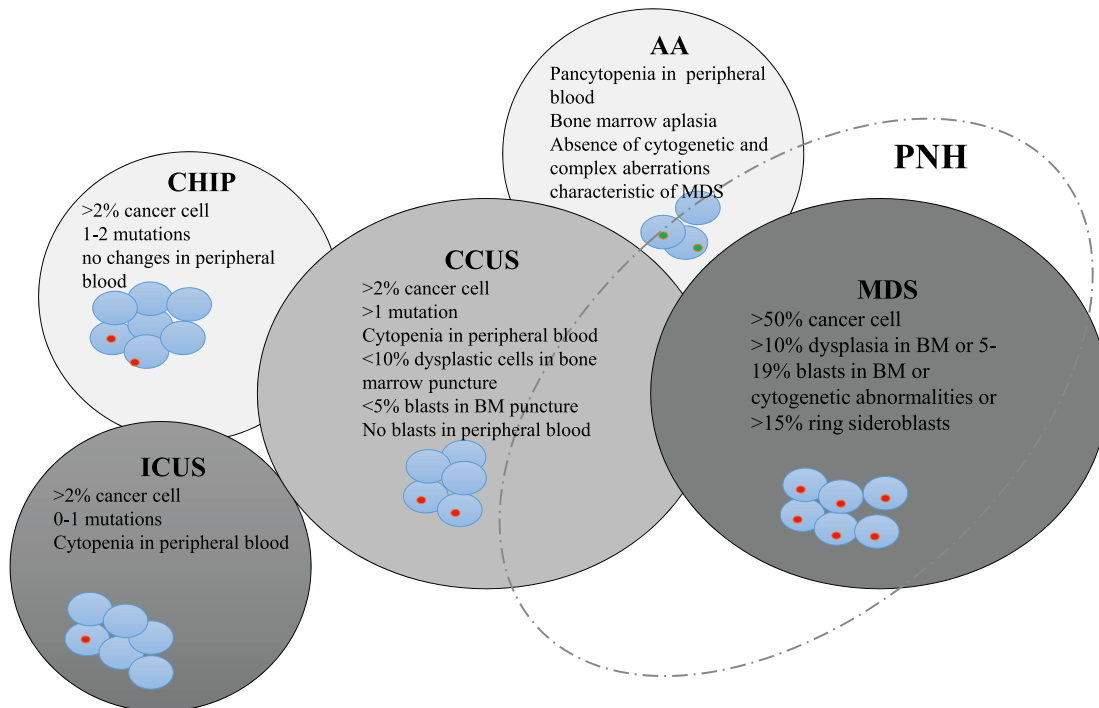 AA
Pancytopenia in peripheral
blood
Bone marrow aplasia
Absence of cytogenetic and
complex aberrations
characteristic of MDS
PNH
CHIP
>2% cancer cell
1-2 mutations
no changes in peripheral
blood
CCUS
>2% cancer cell
>1 mutation
Cytopenia in peripheral blood
<10% dysplastic cells in bone
marrow puncture
<5% blasts in BM puncture
No blasts in peripheral blood
MDS
>50% cancer cell
>10% dysplasia in BM or 5-
19% blasts in BM or
cytogenetic abnormalities or
>15% ring sideroblasts
ICUS
>2% cancer cell
0-1 mutations
Cytopenia in peripheral blood